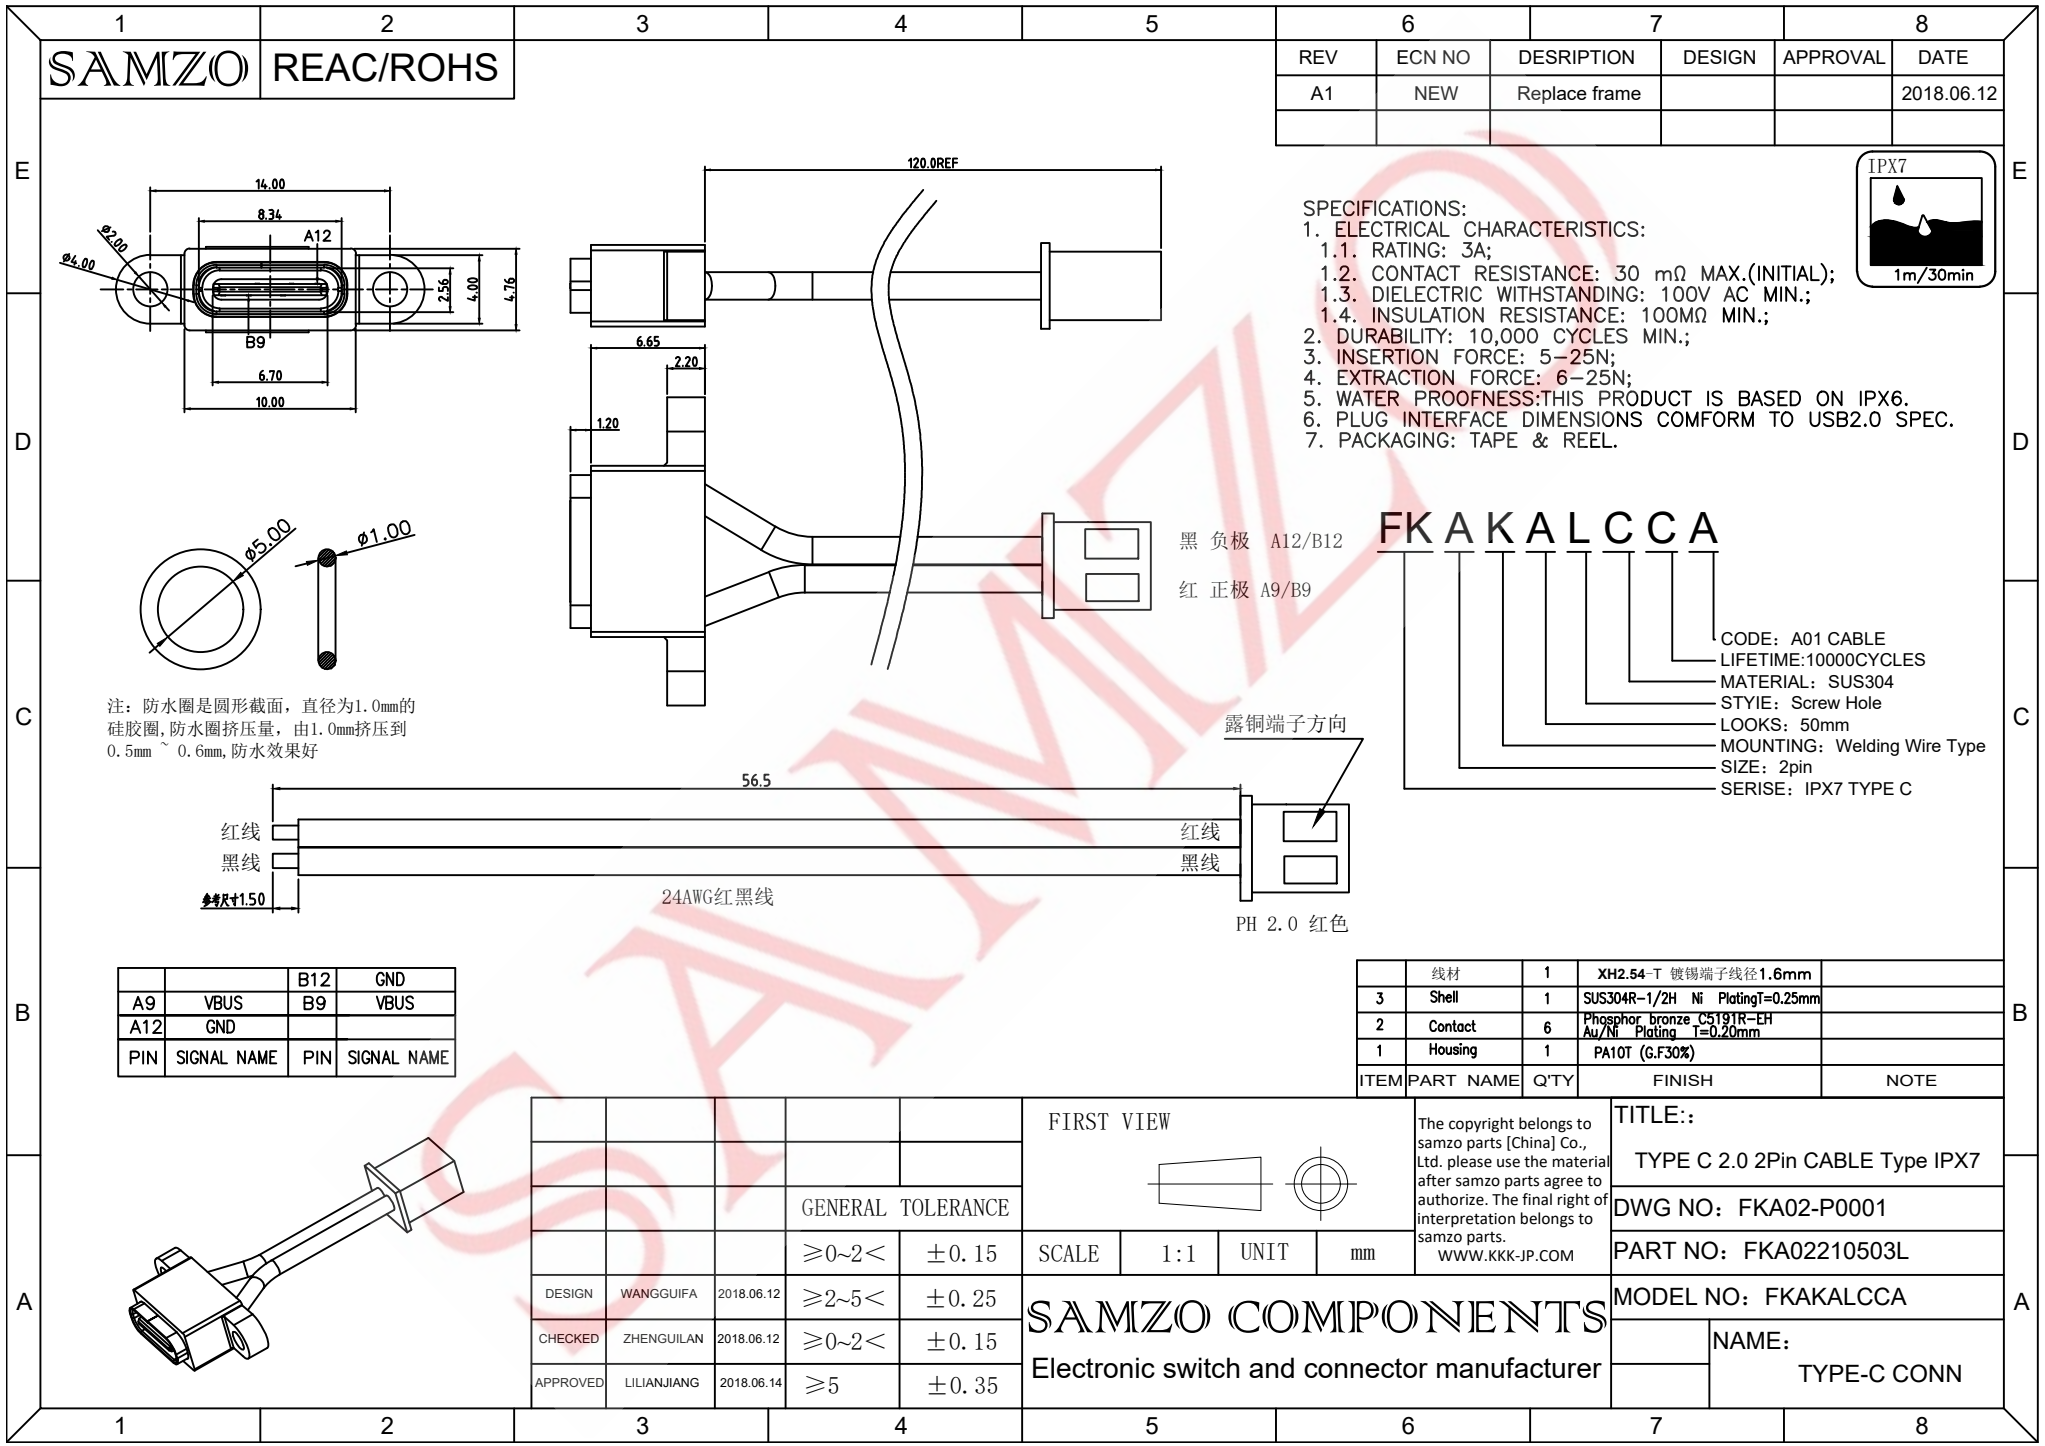 1 2 3 4 5 6 7 8
SAMZO REAC/ROHS
REV ECN NO DESRIPTION DESIGN APPROVAL DATE
A1 NEW Replace frame 2018.06.12
E
E
D
D
C
C
B
B
A
A
14.00
8.34
A12
ø2.00
ø4.00
2.56
4.00
4.76
B9
6.70
10.00
120.0REF
6.65
2.20
1.20
IPX7
1m/30min
SPECIFICATIONS:
1. ELECTRICAL CHARACTERISTICS:
1.1. RATING: 3A;
1.2. CONTACT RESISTANCE: 30 mΩ MAX.(INITIAL);
1.3. DIELECTRIC WITHSTANDING: 100V AC MIN.;
1.4. INSULATION RESISTANCE: 100MΩ MIN.;
2. DURABILITY: 10,000 CYCLES MIN.;
3. INSERTION FORCE: 5-25N;
4. EXTRACTION FORCE: 6-25N;
5. WATER PROOFNESS:THIS PRODUCT IS BASED ON IPX6.
6. PLUG INTERFACE DIMENSIONS COMFORM TO USB2.0 SPEC.
7. PACKAGING: TAPE & REEL.
ø5.00
ø1.00
黑 负极 A12/B12
红 正极 A9/B9
FK A K A L C C A
CODE：A01 CABLE
LIFETIME:10000CYCLES
MATERIAL：SUS304
STYIE：Screw Hole
LOOKS：50mm
MOUNTING：Welding Wire Type
SIZE：2pin
SERISE：IPX7 TYPE C
注：防水圈是圆形截面，直径为1.0mm的
硅胶圈,防水圈挤压量，由1.0mm挤压到
0.5mm ~ 0.6mm,防水效果好
露铜端子方向
56.5
红线 红线
黑线 黑线
参考尺寸1.50
24AWG红黑线
PH 2.0 红色
B12 GND
A9 VBUS B9 VBUS
A12 GND
PIN SIGNAL NAME PIN SIGNAL NAME
线材 1 XH2.54-T 镀锡端子线径1.6mm
3 Shell 1 SUS304R-1/2H Ni PlatingT=0.25mm
2 Contact 6 Phosphor bronze C5191R-EH
Au/Ni Plating T=0.20mm
1 Housing 1 PA10T (G.F30%)
ITEM PART NAME Q'TY FINISH NOTE
GENERAL TOLERANCE
≥0~2< ±0.15
DESIGN WANGGUIFA 2018.06.12 ≥2~5< ±0.25
CHECKED ZHENGUILAN 2018.06.12 ≥0~2< ±0.15
APPROVED LILIANJIANG 2018.06.14 ≥5 ±0.35
FIRST VIEW
SCALE 1:1 UNIT mm
The copyright belongs to
samzo parts [China] Co.,
Ltd. please use the material
after samzo parts agree to
authorize. The final right of
interpretation belongs to
samzo parts.
WWW.KKK-JP.COM
SAMZO COMPONENTS
Electronic switch and connector manufacturer
TITLE:：
TYPE C 2.0 2Pin CABLE Type IPX7
DWG NO：FKA02-P0001
PART NO：FKA02210503L
MODEL NO：FKAKALCCA
NAME：
TYPE-C CONN
1 2 3 4 5 6 7 8
SAMZO